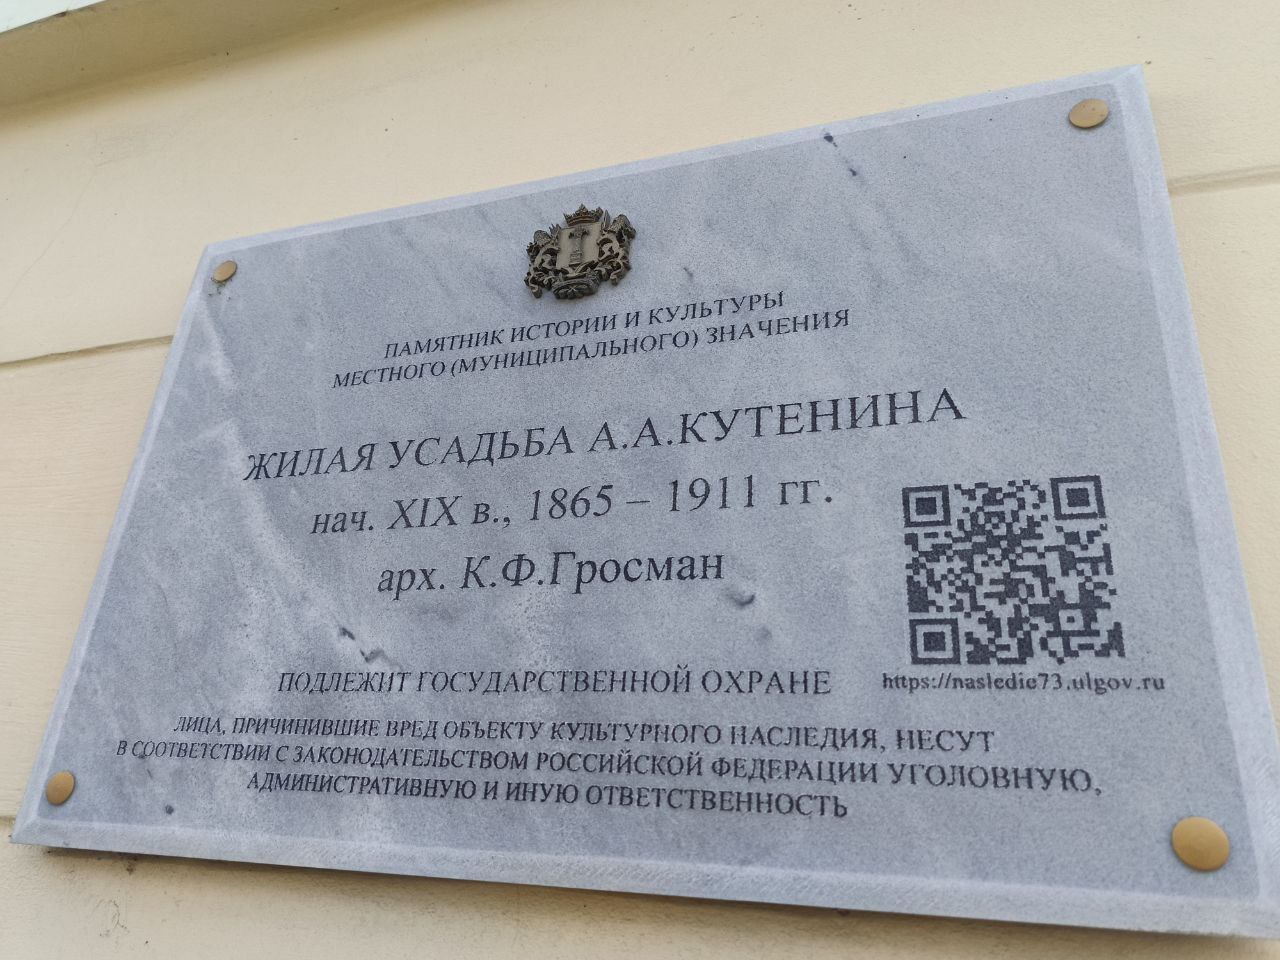 ПАМЯТНИК ИСТОРИИ И КУЛЬТУРЫ
МЕСТНОГО (МУНИЦИПАЛЬНОГО) ЗНАЧЕНИЯ
ЖИЛАЯ УСАДЬБА А.А.КУТЕНИНА
нач. XIX в., 1865 – 1911 гг.
арх. К.Ф.Гросман
ПОДЛЕЖИТ ГОСУДАРСТВЕННОЙ ОХРАНЕ
https://nasledie73.ulgov.ru
ЛИЦА, ПРИЧИНИВШИЕ ВРЕД ОБЪЕКТУ КУЛЬТУРНОГО НАСЛЕДИЯ, НЕСУТ
В СООТВЕТСТВИИ С ЗАКОНОДАТЕЛЬСТВОМ РОССИЙСКОЙ ФЕДЕРАЦИИ УГОЛОВНУЮ,
АДМИНИСТРАТИВНУЮ И ИНУЮ ОТВЕТСТВЕННОСТЬ